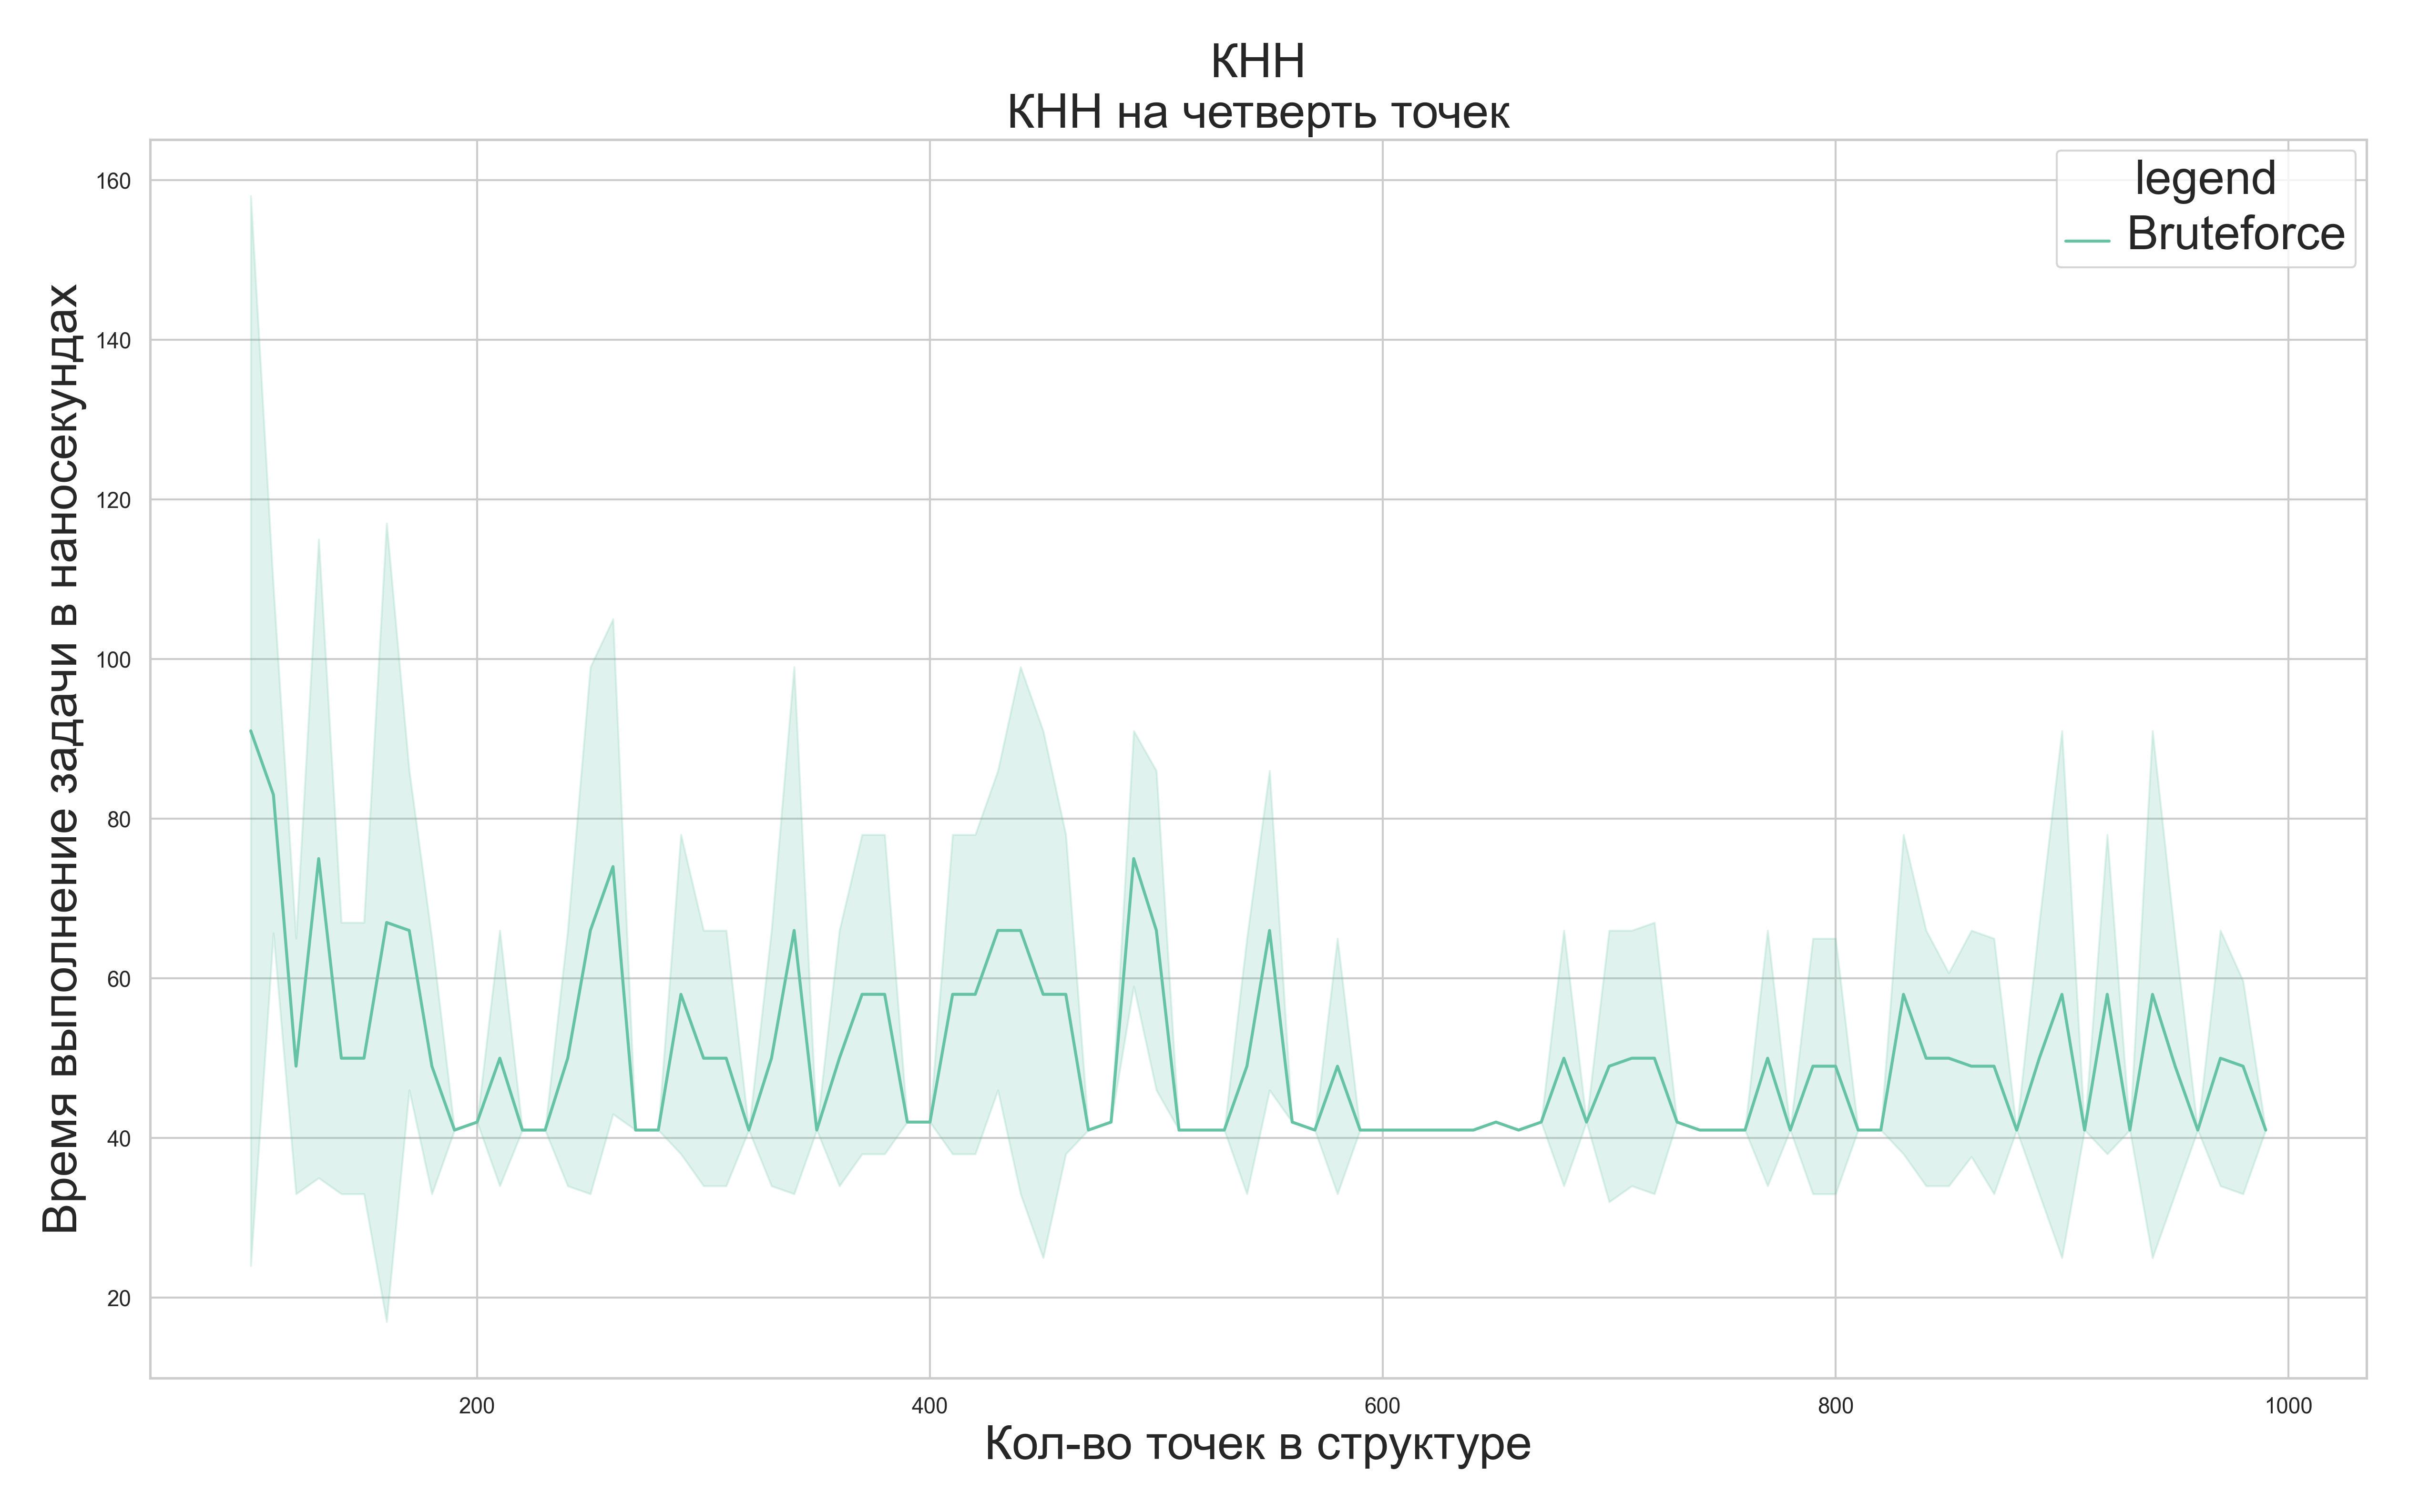 КНН
КНН на четверть точек
legend
Bruteforce
Время выполнение задачи в наносекундах
160
140
120
100
80
60
40
20
200
400
600
800
1000
Кол-во точек в структуре